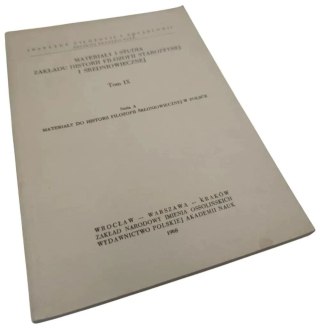 MATERIAŁY I STUDIA
ZAKŁADU HISTORII FILOZOFII STAROŻYTNEJ
I ŚREDNIOWIECZNEJ
Tom IX
Seria A
MATERIAŁY DO HISTORII FILOZOFII ŚREDNIOWIECZNEJ W POLSCE
WROCŁAW — WARSZAWA — KRAKÓW
ZAKŁAD NARODOWY IMIENIA OSSOLIŃSKICH
WYDAWNICTWO POLSKIEJ AKADEMII NAUK
1968